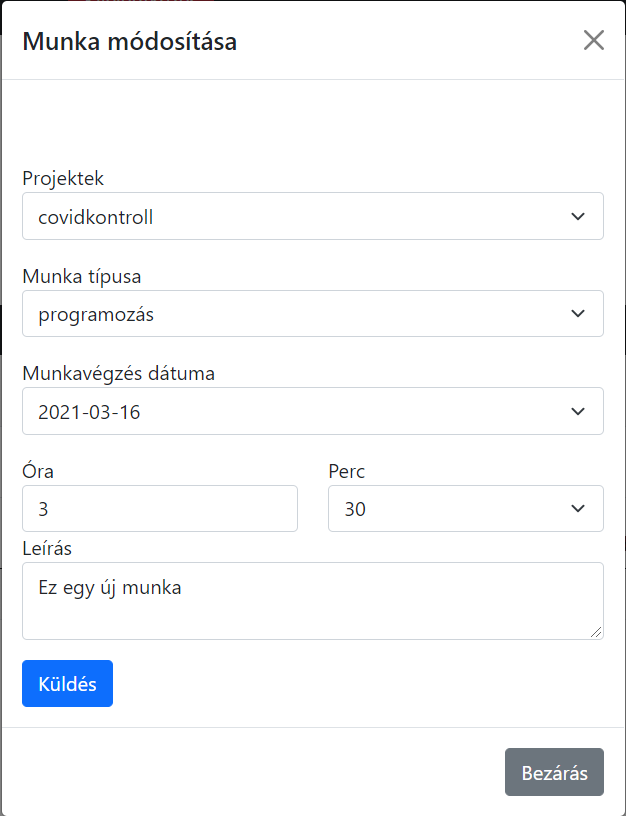 Munka módosítása
Projektek
covidkontroll
Munka típusa
programozás
Munkavégzés dátuma
2021-03-16
Óra
Perc
3
30
Leírás
Ez egy új munka
Küldés
Bezárás